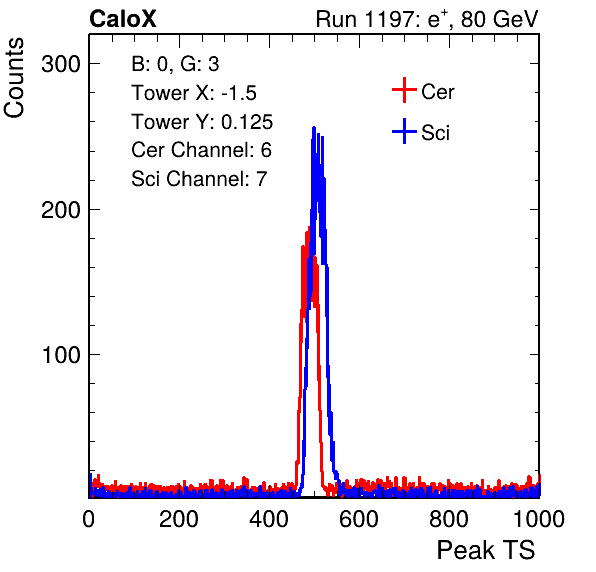 CaloX
Run 1197: e+, 80 GeV
Counts
300
200
100
B: 0, G: 3
Tower X: -1.5
Tower Y: 0.125
Cer Channel: 6
Sci Channel: 7
Cer
Sci
0 200 400 600 800 1000
Peak TS